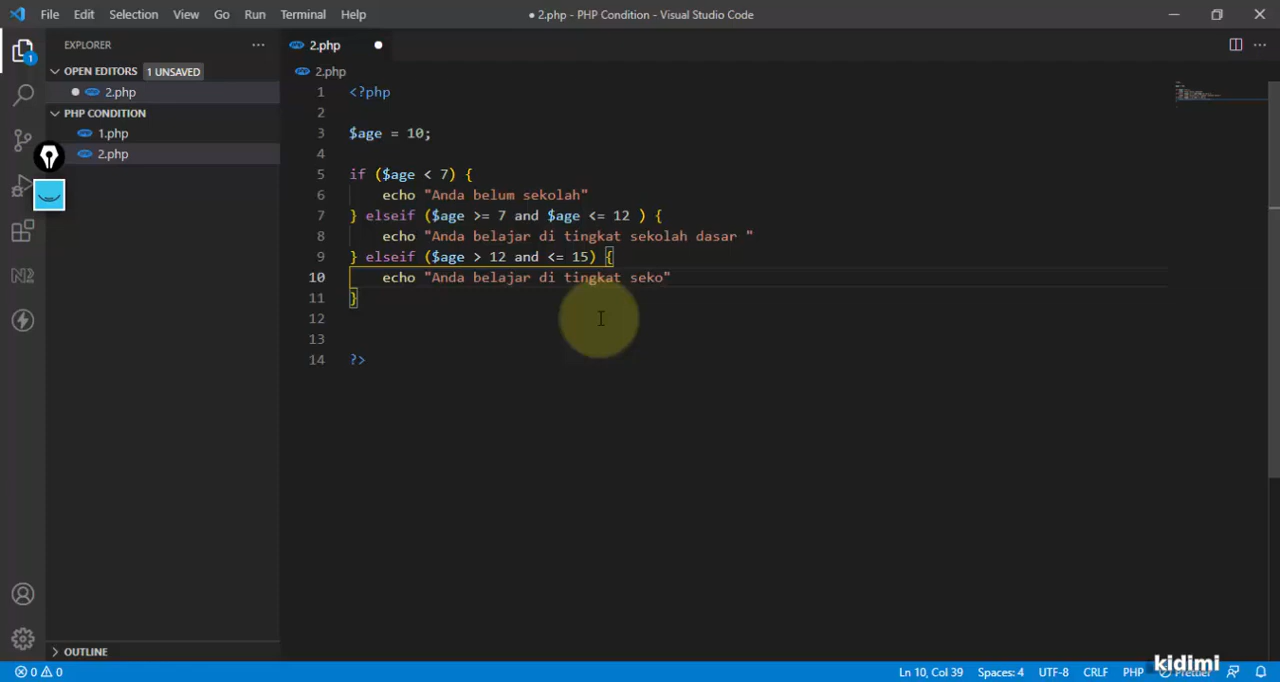 File Edit Selection View Go Run Terminal Help
● 2.php - PHP Condition - Visual Studio Code
EXPLORER
OPEN EDITORS 1 UNSAVED
2.php
PHP CONDITION
1.php
2.php
OUTLINE
1
2.php
2.php
1 <?php
2
3 $age = 10;
4
5 if ($age < 7) {
6 echo "Anda belum sekolah"
7 } elseif ($age >= 7 and $age <= 12 ) {
8 echo "Anda belajar di tingkat sekolah dasar "
9 } elseif ($age > 12 and <= 15) {
10 echo "Anda belajar di tingkat seko"
11 }
12
13
14 ?>
kidimi
0 0 Ln 10, Col 39 Spaces: 4 UTF-8 CRLF PHP Prettier